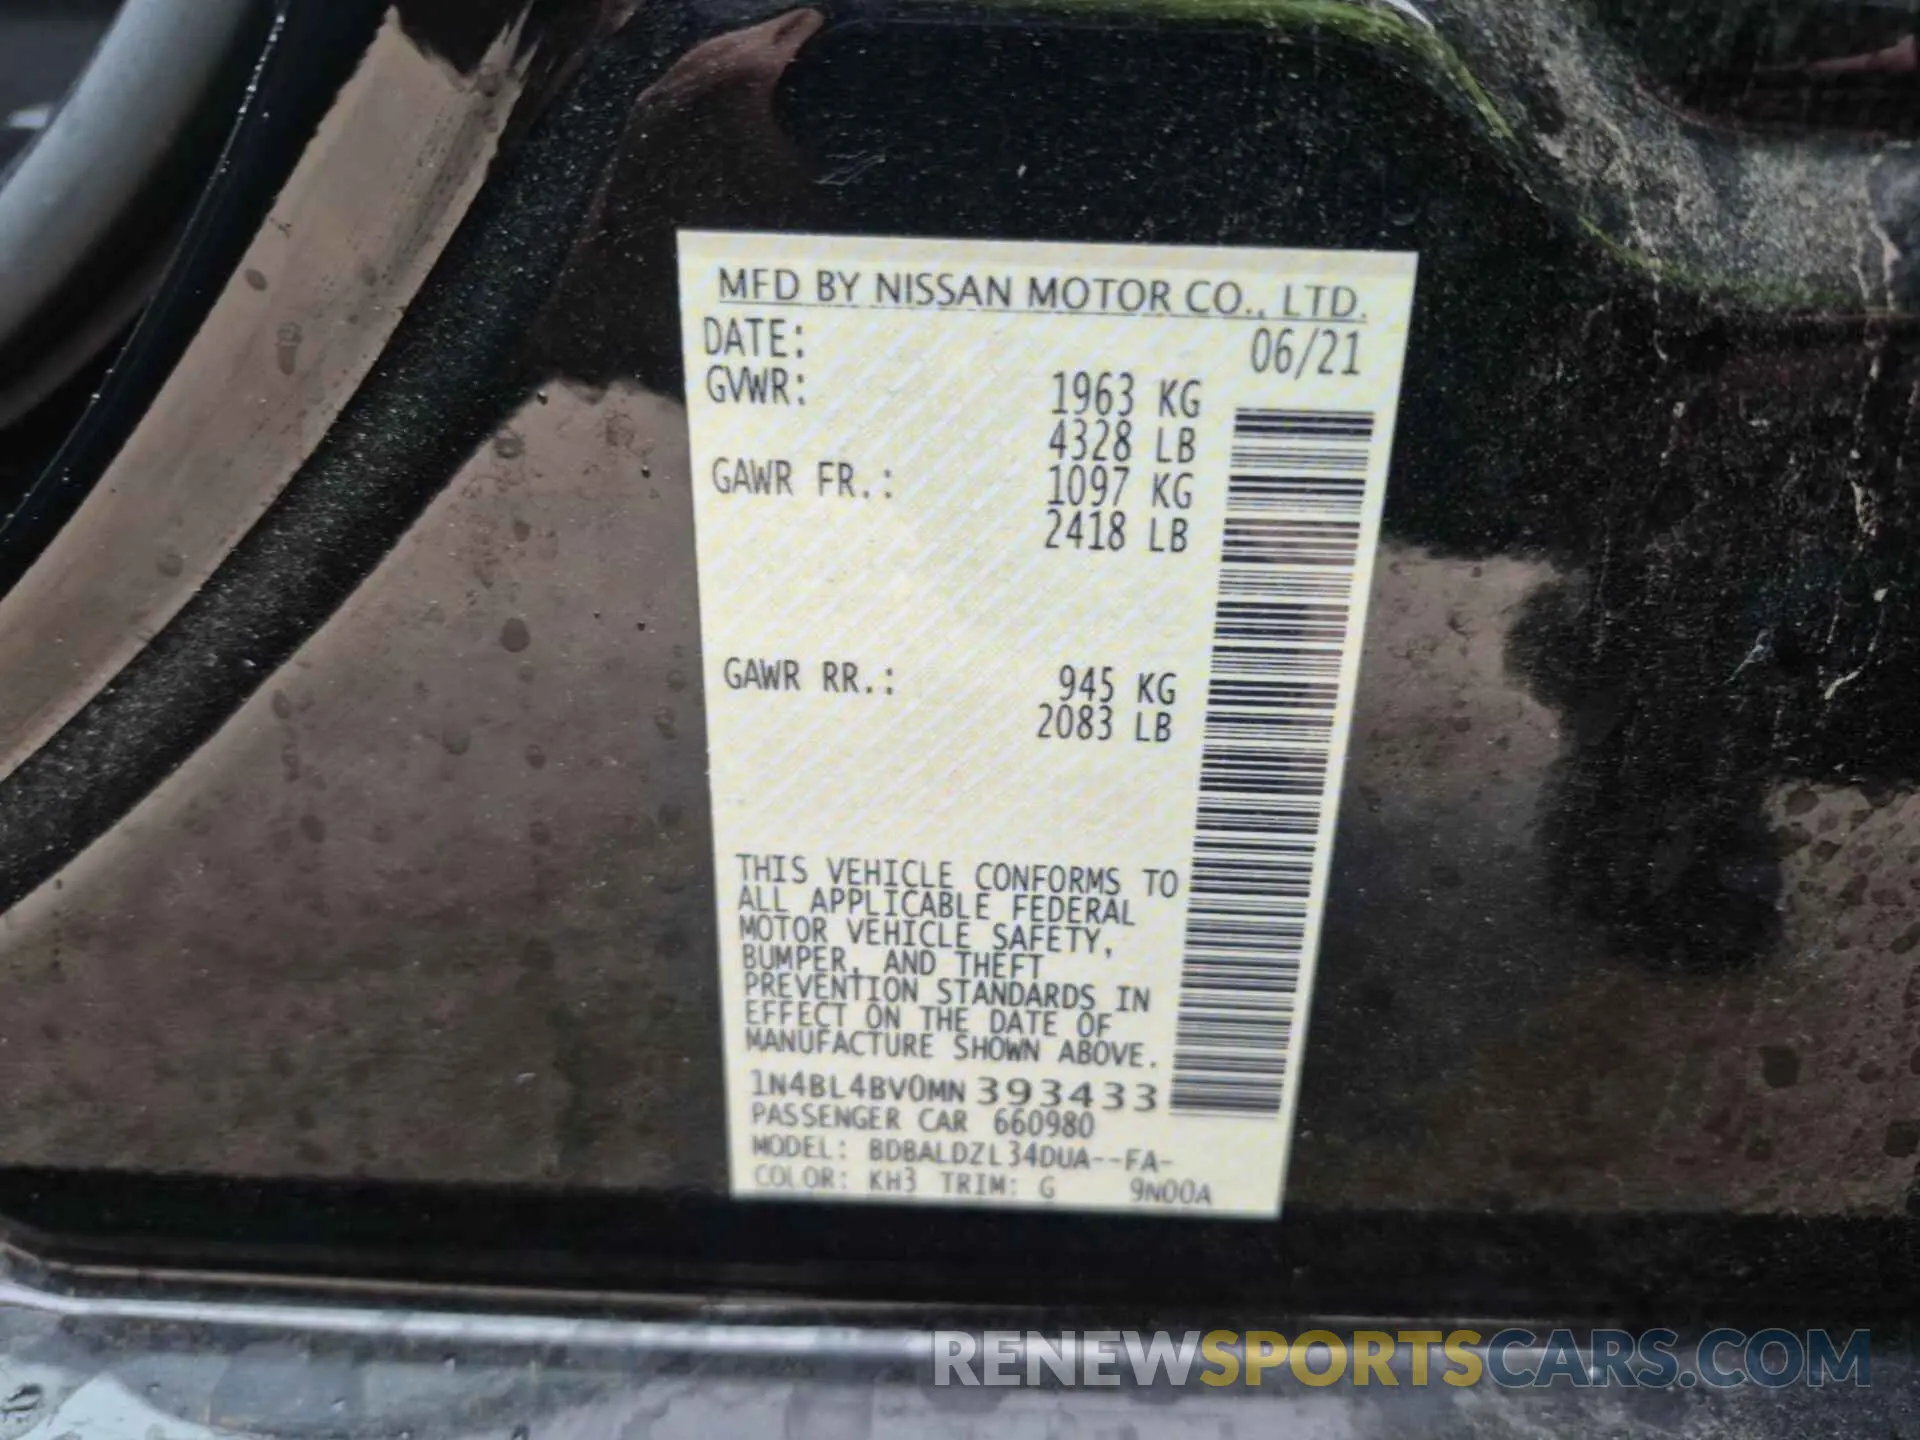 MFD BY NISSAN MOTOR CO., LTD.
DATE: 06/21
GVWR: 1963 KG
4328 LB
GAWR FR.: 1097 KG
2418 LB
GAWR RR.: 945 KG
2083 LB
THIS VEHICLE CONFORMS TO
ALL APPLICABLE FEDERAL
MOTOR VEHICLE SAFETY,
BUMPER, AND THEFT
PREVENTION STANDARDS IN
EFFECT ON THE DATE OF
MANUFACTURE SHOWN ABOVE.
1N4BL4BV0MN393433
PASSENGER CAR 660980
MODEL: BDBALDZL34DUA--FA-
COLOR: KH3 TRIM: G 9N00A
RENEWSPORTSCARS.COM